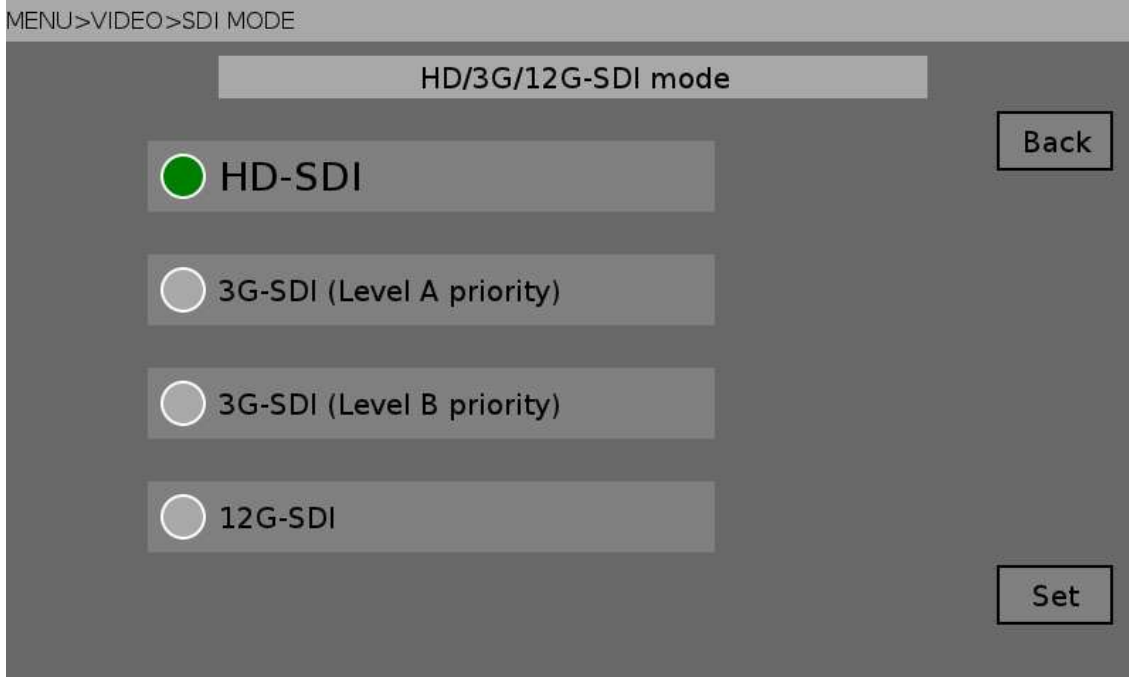 MENU>VIDEO>SDI MODE
HD/3G/12G-SDI mode
Back
HD-SDI
3G-SDI (Level A priority)
3G-SDI (Level B priority)
12G-SDI
Set